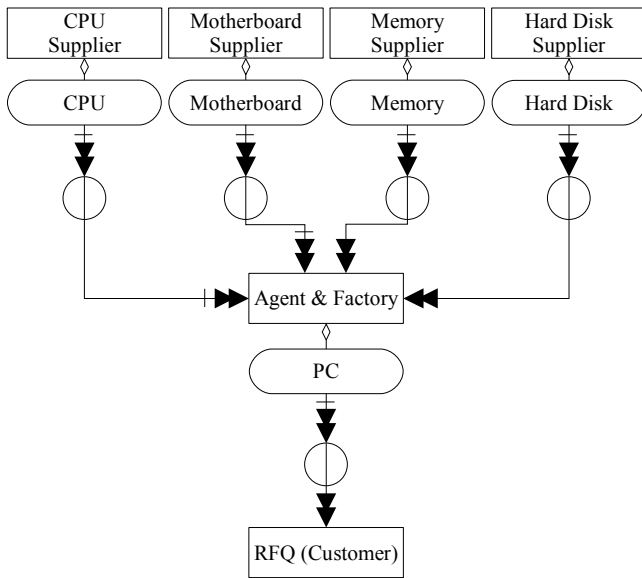 CPU
Supplier
Motherboard
Supplier
Memory
Supplier
Hard Disk
Supplier
CPU
Motherboard
Memory
Hard Disk
Agent & Factory
PC
RFQ (Customer)